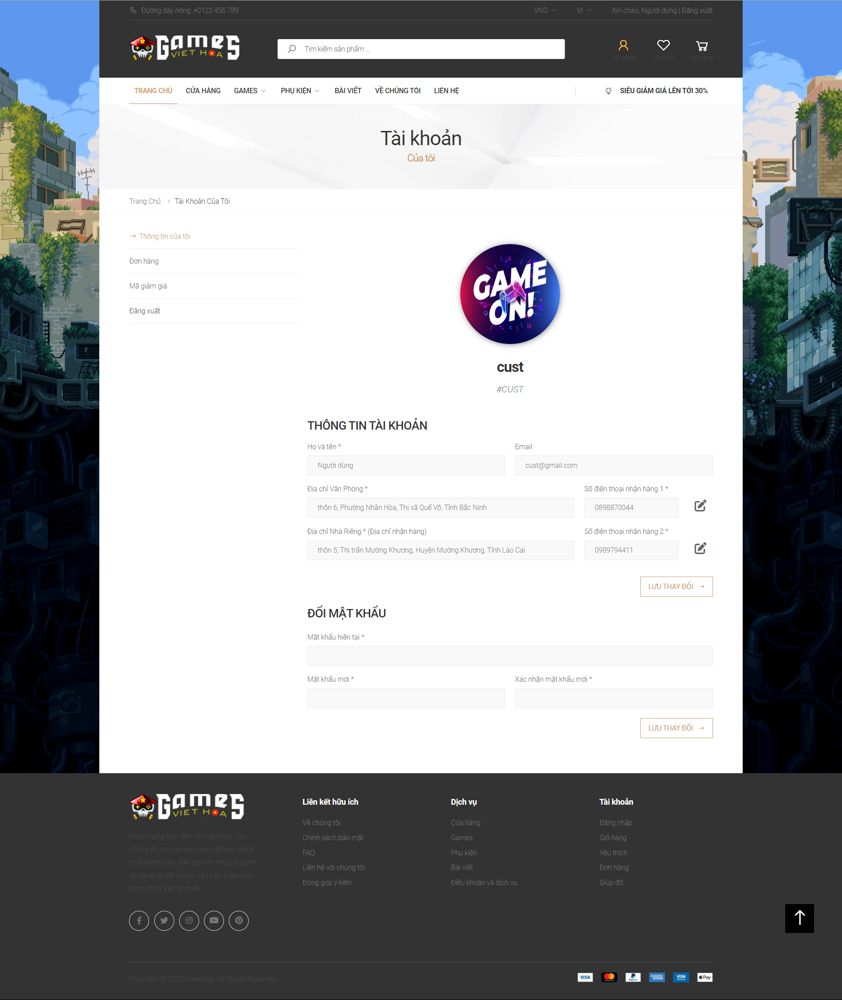 Đường dây nóng: +0123 456 789
VND
VI
Xin chào, Người dùng | Đăng xuất
GAMES
VIET HOA
Tìm kiếm sản phẩm ...
Tài khoản
Yêu thích
Giỏ hàng
TRANG CHỦ
CỬA HÀNG
GAMES
PHỤ KIỆN
BÀI VIẾT
VỀ CHÚNG TÔI
LIÊN HỆ
SIÊU GIẢM GIÁ LÊN TỚI 30%
Tài khoản
Của tôi
Trang Chủ
Tài Khoản Của Tôi
Thông tin của tôi
Đơn hàng
Mã giảm giá
Đăng xuất
GAME
ON!
cust
#CUST
THÔNG TIN TÀI KHOẢN
Họ và tên *
Email
Người dùng
cust@gmail.com
Địa chỉ Văn Phòng *
Số điện thoại nhận hàng 1 *
thôn 6, Phường Nhân Hòa, Thị xã Quế Võ, Tỉnh Bắc Ninh
0898870044
Địa chỉ Nhà Riêng * (Địa chỉ nhận hàng)
Số điện thoại nhận hàng 2 *
thôn 5, Thị trấn Mường Khương, Huyện Mường Khương, Tỉnh Lào Cai
0989794411
LƯU THAY ĐỔI
ĐỔI MẬT KHẨU
Mật khẩu hiện tại *
Mật khẩu mới *
Xác nhận mật khẩu mới *
LƯU THAY ĐỔI
GAMES
VIET HOA
Chào mừng bạn đến với cửa hàng của
chúng tôi, nơi bán các bản việt hóa game
chất lượng cao. Trải nghiệm thế giới game
đa dạng và cốt truyện sâu sắc, hoàn toàn
bằng tiếng Việt tự nhiên.
Liên kết hữu ích
Về chúng tôi
Chính sách bảo mật
FAQ
Liên hệ với chúng tôi
Đóng góp ý kiến
Dịch vụ
Cửa hàng
Games
Phụ kiện
Bài viết
Điều khoản và dịch vụ
Tài khoản
Đăng nhập
Giỏ hàng
Yêu thích
Đơn hàng
Giúp đỡ
Copyright © 2023 sevenbee. All Rights Reserved.
VISA
PayPal
VISA
Pay